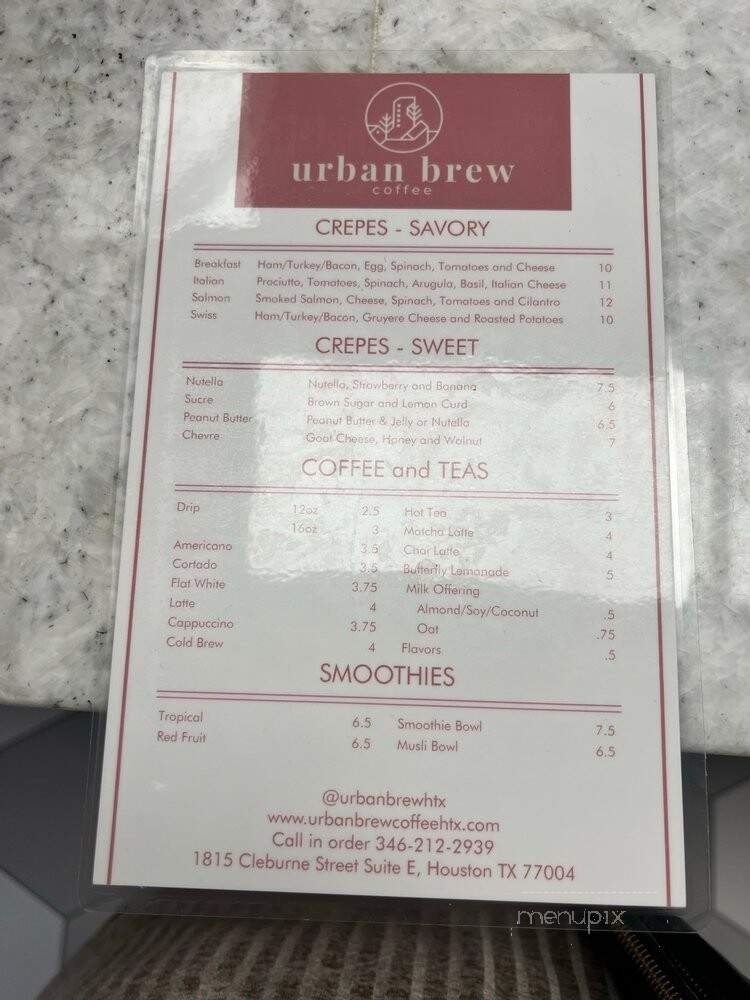 urban brew
coffee
CREPES - SAVORY
Breakfast Ham/Turkey/Bacon, Egg, Spinach, Tomatoes and Cheese 10
Italian Prociutto, Tomatoes, Spinach, Arugula, Basil, Italian Cheese 11
Salmon Smoked Salmon, Cheese, Spinach, Tomatoes and Cilantro 12
Swiss Ham/Turkey/Bacon, Gruyere Cheese and Roasted Potatoes 10
CREPES - SWEET
Nutella Nutella, Strawberry and Banana 7.5
Sucre Brown Sugar and Lemon Curd 6
Peanut Butter Peanut Butter & Jelly or Nutella 6.5
Chevre Goat Cheese, Honey and Walnut 7
COFFEE and TEAS
Drip 12oz 2.5 Hot Tea 3
16oz 3 Matcha Latte 4
Americano 3.5 Chai Latte 4
Cortado 3.5 Butterfly Lemonade 5
Flat White 3.75 Milk Offering
Latte 4 Almond/Soy/Coconut .5
Cappuccino 3.75 Oat .75
Cold Brew 4 Flavors .5
SMOOTHIES
Tropical 6.5 Smoothie Bowl 7.5
Red Fruit 6.5 Musli Bowl 6.5
@urbanbrewhtx
www.urbanbrewcoffeehtx.com
Call in order 346-212-2939
1815 Cleburne Street Suite E, Houston TX 77004
menupix